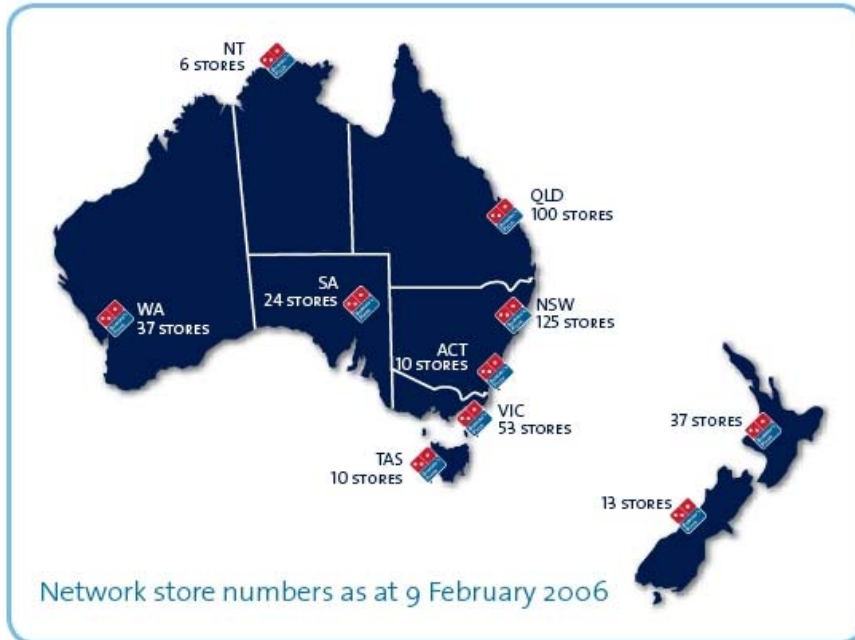 NT
6 STORES
QLD
100 STORES
SA
24 STORES
WA
37 STORES
NSW
125 STORES
ACT
10 STORES
VIC
53 STORES
37 STORES
TAS
10 STORES
13 STORES
Network store numbers as at 9 February 2006